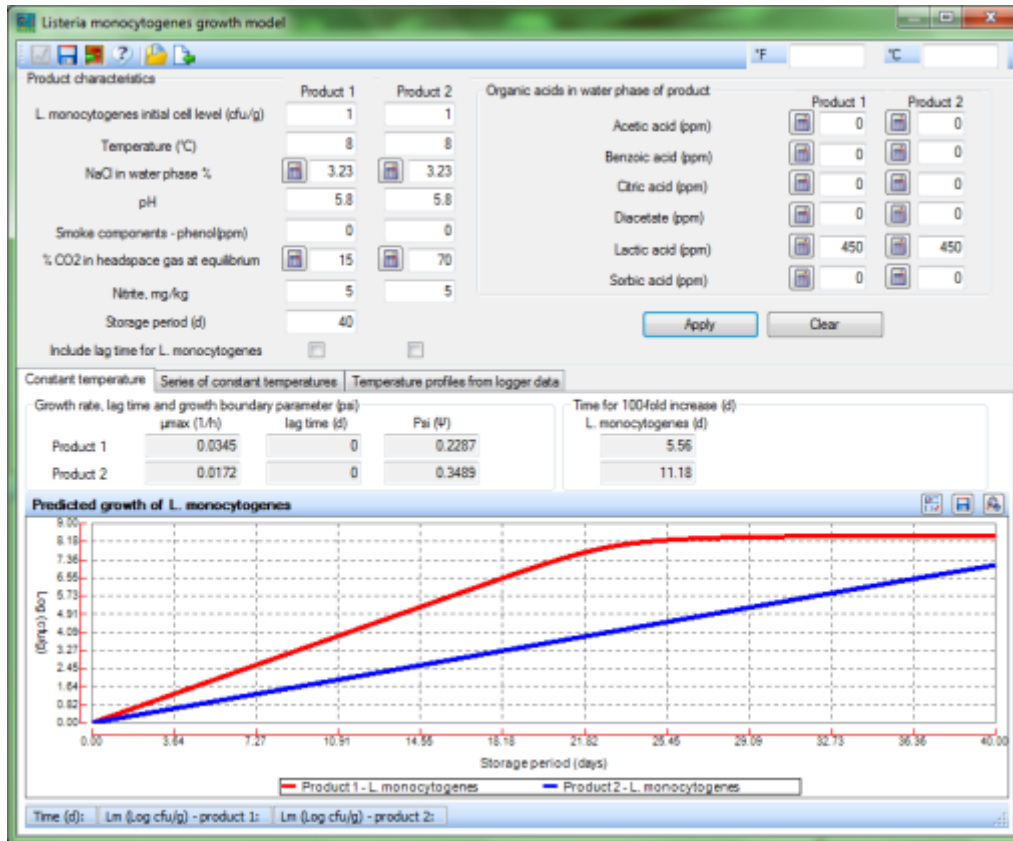 Listeria monocytogenes growth model
°F °C
Product characteristics
Product 1 Product 2
L. monocytogenes initial cell level (cfu/g) 1 1
Temperature (°C) 8 8
NaCl in water phase % 3.23 3.23
pH 5.8 5.8
Smoke components - phenol(ppm) 0 0
% CO2 in headspace gas at equilibrium 15 70
Nitrite, mg/kg 5 5
Storage period (d) 40
Include lag time for L. monocytogenes
Organic acids in water phase of product
Product 1 Product 2
Acetic acid (ppm) 0 0
Benzoic acid (ppm) 0 0
Citric acid (ppm) 0 0
Diacetate (ppm) 0 0
Lactic acid (ppm) 450 450
Sorbic acid (ppm) 0 0
Apply Clear
Constant temperature Series of constant temperatures Temperature profiles from logger data
Growth rate, lag time and growth boundary parameter (psi)
µmax (1/h) lag time (d) Psi (Ψ)
Product 1 0.0345 0 0.2287
Product 2 0.0172 0 0.3489
Time for 100-fold increase (d)
L. monocytogenes (d)
5.56
11.18
Predicted growth of L. monocytogenes
Log (cfu/g)
9.00
8.18
7.36
6.55
5.73
4.91
4.09
3.27
2.45
1.64
0.82
0.00
0.00 3.64 7.27 10.91 14.55 18.18 21.82 25.45 29.09 32.73 36.36 40.00
Storage period (days)
Product 1 - L. monocytogenes Product 2 - L. monocytogenes
Time (d): Lm (Log cfu/g) - product 1: Lm (Log cfu/g) - product 2: